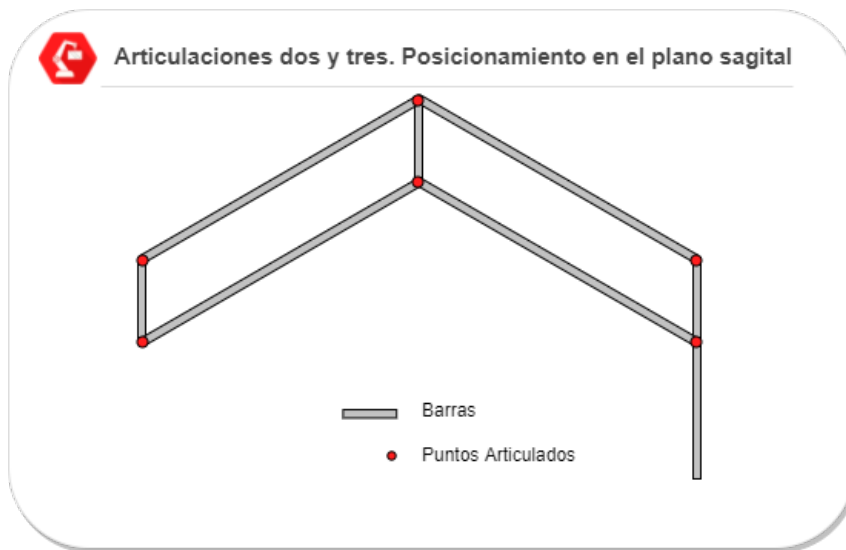 Articulaciones dos y tres. Posicionamiento en el plano sagital
Barras
Puntos Articulados